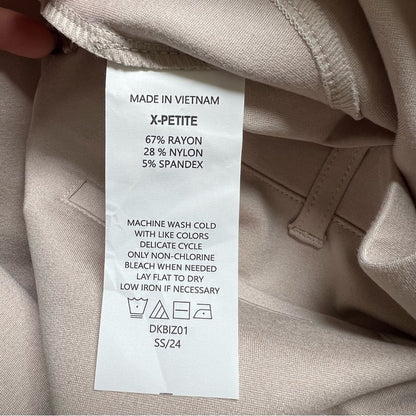 MADE IN VIETNAM
X-PETITE
67% RAYON
28 % NYLON
5% SPANDEX
MACHINE WASH COLD
WITH LIKE COLORS
DELICATE CYCLE
ONLY NON-CHLORINE
BLEACH WHEN NEEDED
LAY FLAT TO DRY
LOW IRON IF NECESSARY
DKBIZ01
SS/24